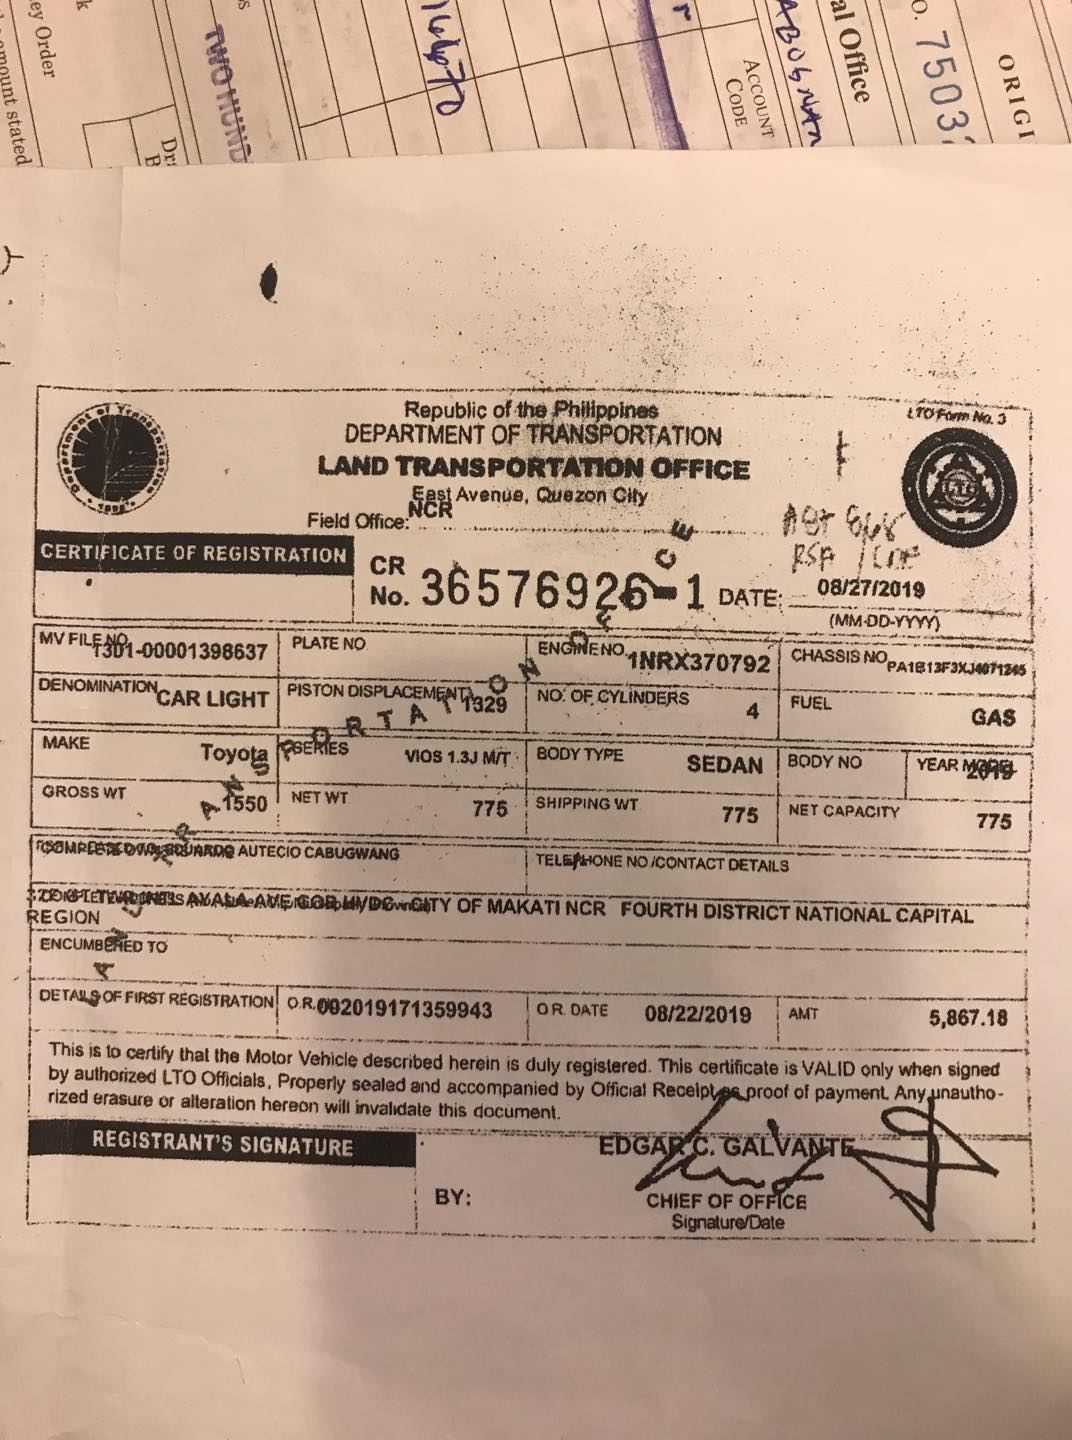 ey Order
amount stated
TWO HUND
166670
ACCOUNT
CODE
al Office
O. 7503
ORIGI
Republic of the Philippines
DEPARTMENT OF TRANSPORTATION
LAND TRANSPORTATION OFFICE
East Avenue, Quezon City
Field Office: NCR
LTO Form No. 3
CERTIFICATE OF REGISTRATION
CR No. 36576926-1 DATE: 08/27/2019
(MM-DD-YYYY)
MV FILE NO. 1301-00001398637 PLATE NO ENGINE NO. 1NRX370792 CHASSIS NO PA1B13F3XJ4071245
DENOMINATION CAR LIGHT PISTON DISPLACEMENT 1329 NO. OF CYLINDERS 4 FUEL GAS
MAKE Toyota SERIES VIOS 1.3J M/T BODY TYPE SEDAN BODY NO YEAR MODEL 2019
GROSS WT 1550 NET WT 775 SHIPPING WT 775 NET CAPACITY 775
EDUARDO AUTECIO CABUGWANG TELEPHONE NO /CONTACT DETAILS
AYALA AVE COR HVDC CITY OF MAKATI NCR FOURTH DISTRICT NATIONAL CAPITAL
REGION
ENCUMBERED TO
DETAILS OF FIRST REGISTRATION O.R. 002019171359943 OR. DATE 08/22/2019 AMT 5,867.18
This is to certify that the Motor Vehicle described herein is duly registered. This certificate is VALID only when signed
by authorized LTO Officials, Properly sealed and accompanied by Official Receipt as proof of payment. Any unautho-
rized erasure or alteration hereon will invalidate this document.
REGISTRANT'S SIGNATURE
EDGAR C. GALVANTE
BY:
CHIEF OF OFFICE
Signature/Date